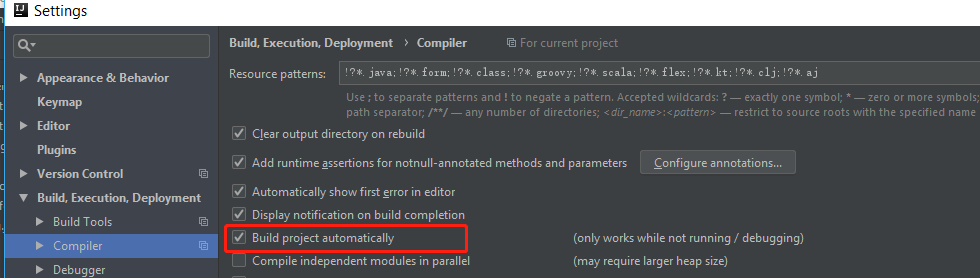 IJ Settings
Build, Execution, Deployment › Compiler For current project
Appearance & Behavior
Resource patterns: !?*.java;!?*.form;!?*.class;!?*.groovy;!?*.scala;!?*.flex;!?*.kt;!?*.clj;!?*.aj
Keymap
Use ; to separate patterns and ! to negate a pattern. Accepted wildcards: ? — exactly one symbol; * — zero or more symbols;
path separator; /**/ — any number of directories; <dir_name>:<pattern> — restrict to source roots with the specified name
Editor
Clear output directory on rebuild
Plugins
Add runtime assertions for notnull-annotated methods and parameters Configure annotations...
Version Control
Automatically show first error in editor
Build, Execution, Deployment
Display notification on build completion
Build Tools
Build project automatically (only works while not running / debugging)
Compiler
Compile independent modules in parallel (may require larger heap size)
Debugger